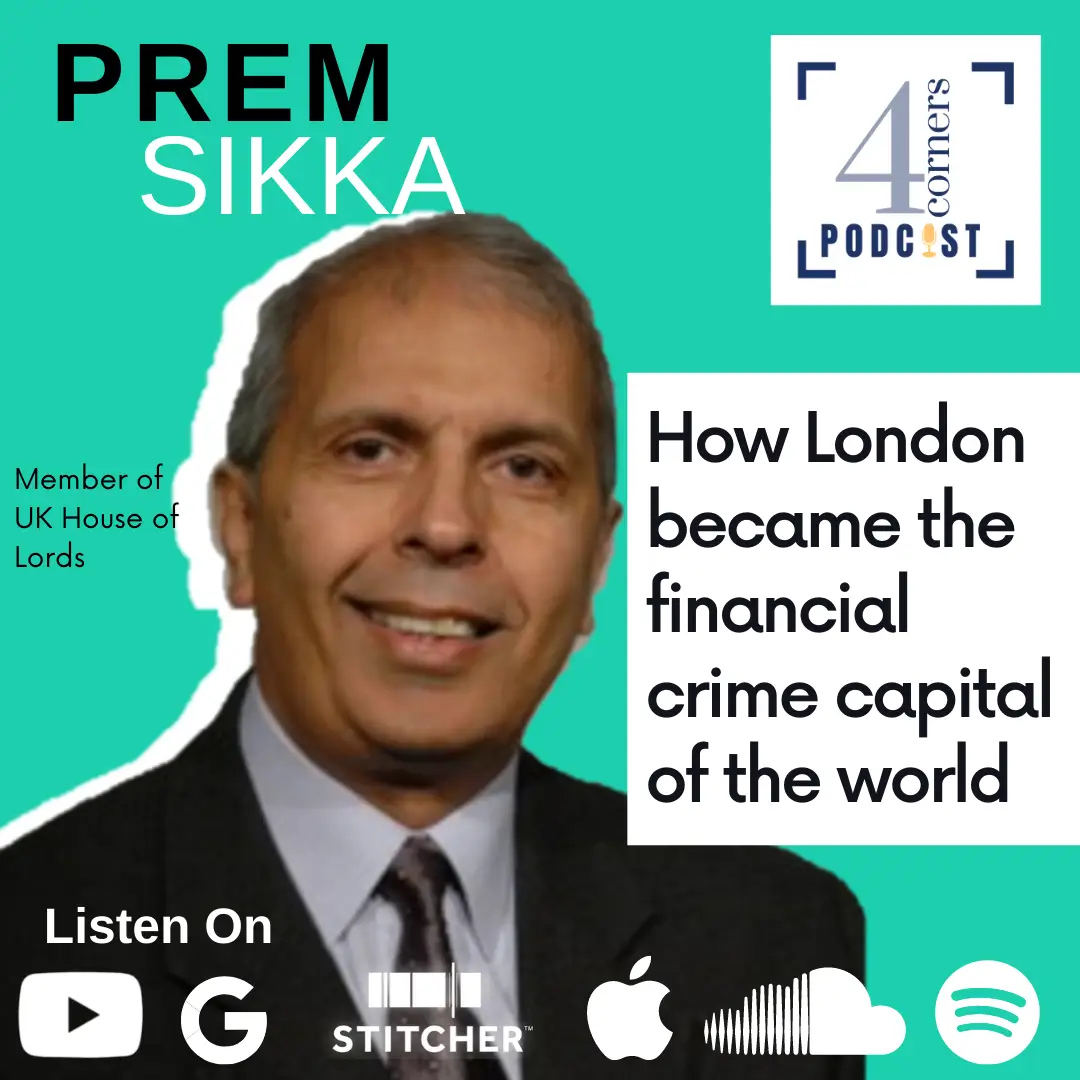 PREM
SIKKA
4
corners
PODCAST
Member of
UK House of
Lords
How London
became the
financial
crime capital
of the world
Listen On
G
STITCHER™